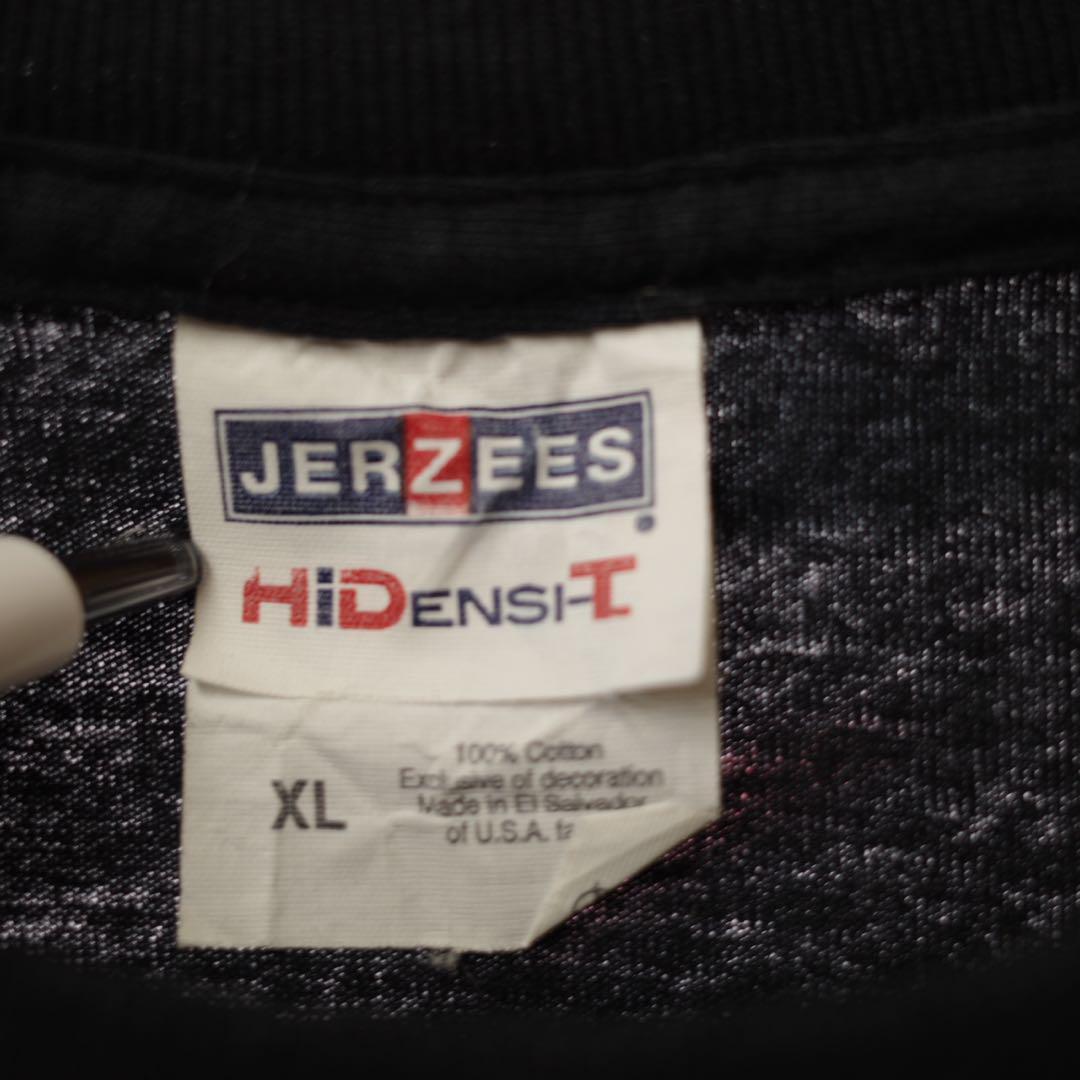 JERZEES
HiDENSI-T
XL
100% Cotton
Exclusive of decoration
Made in El Salvador
of U.S.A.